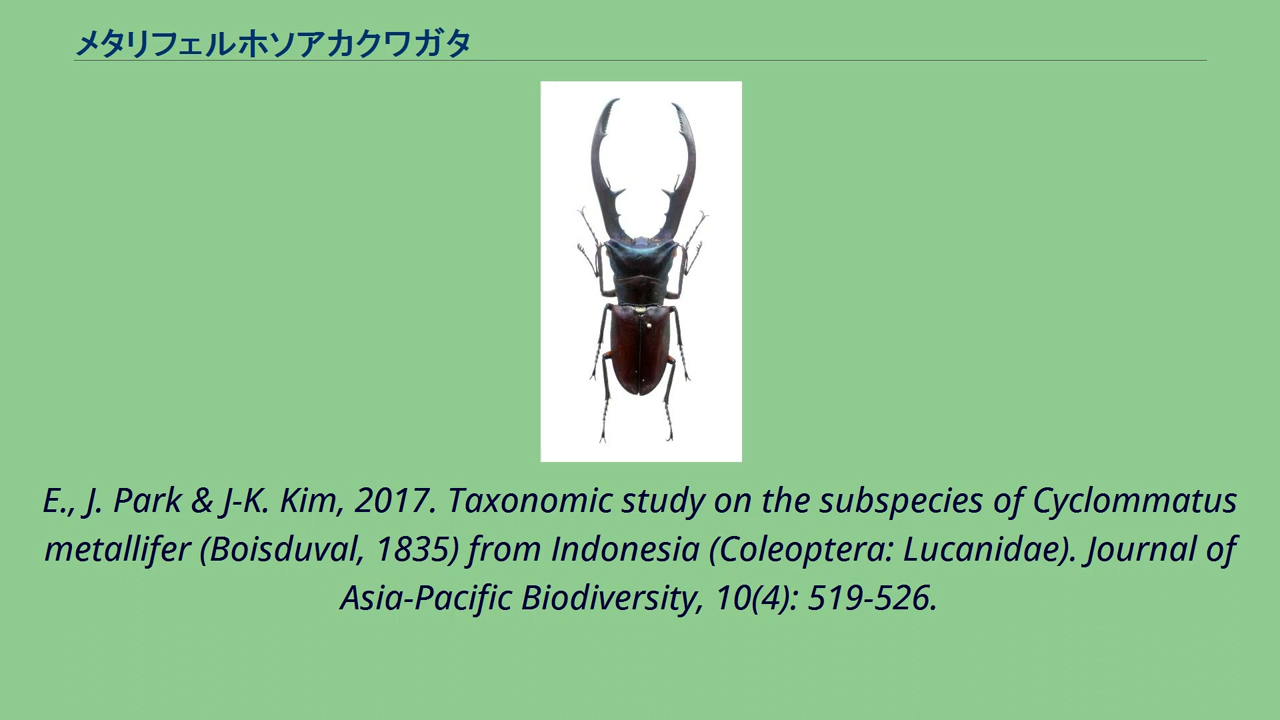 メタリフェルホソアカクワガタ
E., J. Park & J-K. Kim, 2017. Taxonomic study on the subspecies of Cyclommatus
metallifer (Boisduval, 1835) from Indonesia (Coleoptera: Lucanidae). Journal of
Asia-Pacific Biodiversity, 10(4): 519-526.